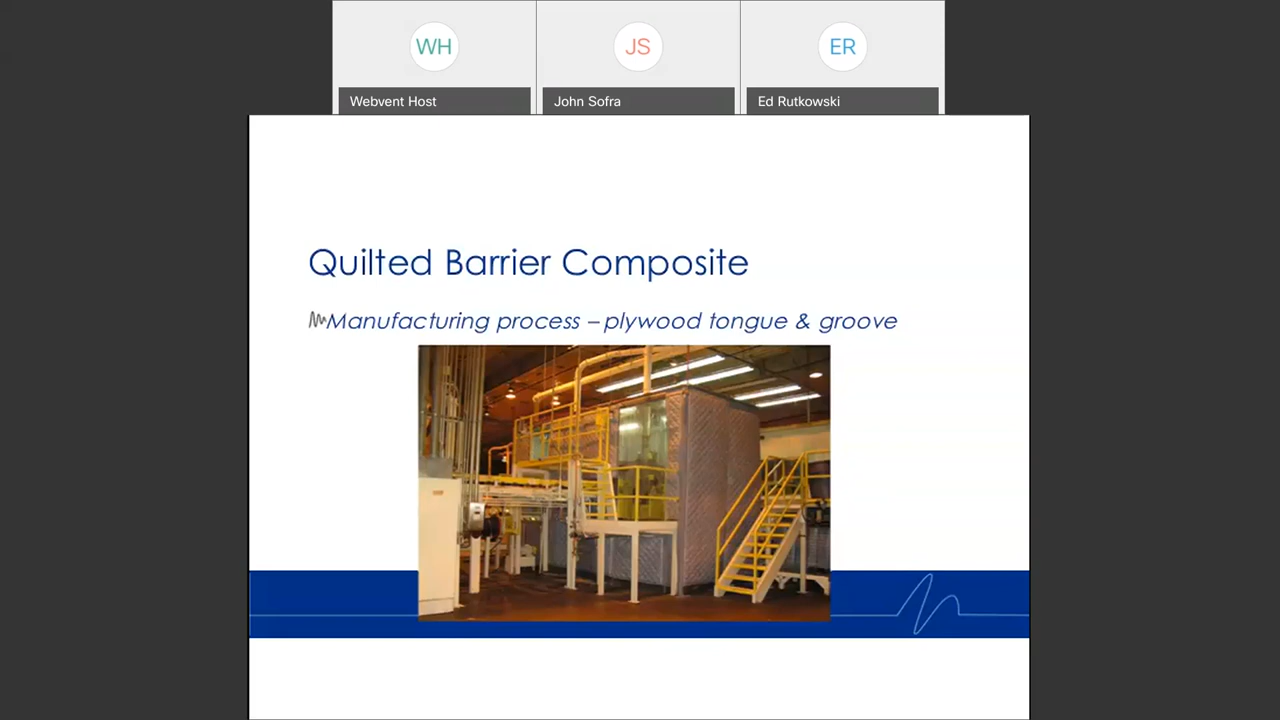 WH
JS
ER
Webvent Host
John Sofra
Ed Rutkowski
Quilted Barrier Composite
Manufacturing process – plywood tongue & groove